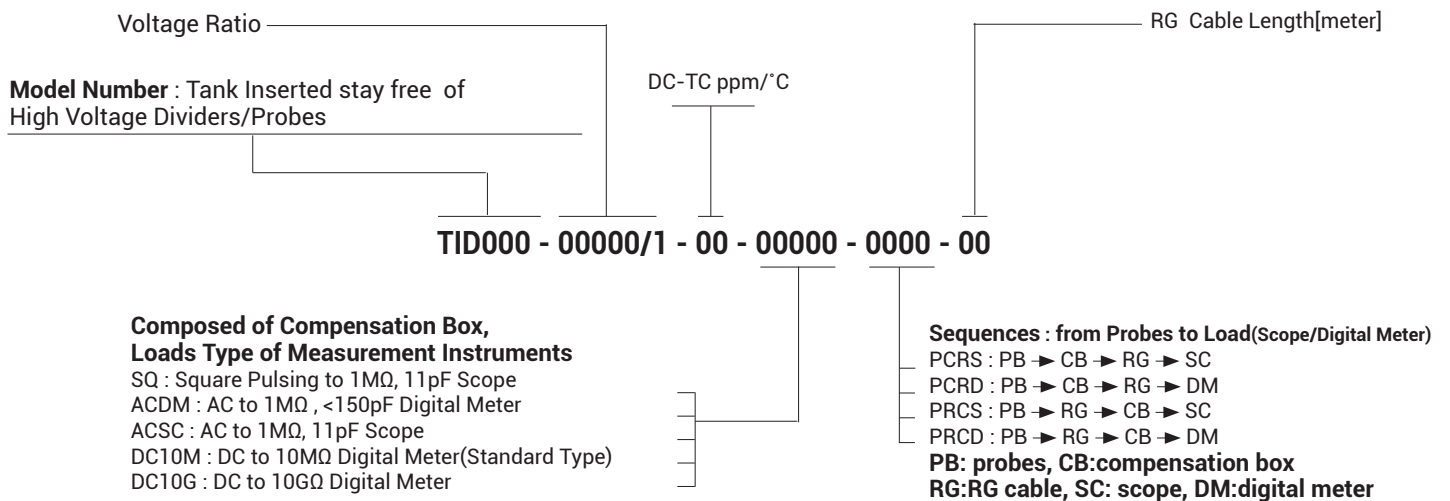 Voltage Ratio
RG Cable Length[meter]
Model Number : Tank Inserted stay free of
High Voltage Dividers/Probes
DC-TC ppm/˚C
TID000 - 00000/1 - 00 - 00000 - 0000 - 00
Composed of Compensation Box,
Loads Type of Measurement Instruments
SQ : Square Pulsing to 1MΩ, 11pF Scope
ACDM : AC to 1MΩ , <150pF Digital Meter
ACSC : AC to 1MΩ, 11pF Scope
DC10M : DC to 10MΩ Digital Meter(Standard Type)
DC10G : DC to 10GΩ Digital Meter
Sequences : from Probes to Load(Scope/Digital Meter)
PCRS : PB ➔ CB ➔ RG ➔ SC
PCRD : PB ➔ CB ➔ RG ➔ DM
PRCS : PB ➔ RG ➔ CB ➔ SC
PRCD : PB ➔ RG ➔ CB ➔ DM
PB: probes, CB:compensation box
RG:RG cable, SC: scope, DM:digital meter